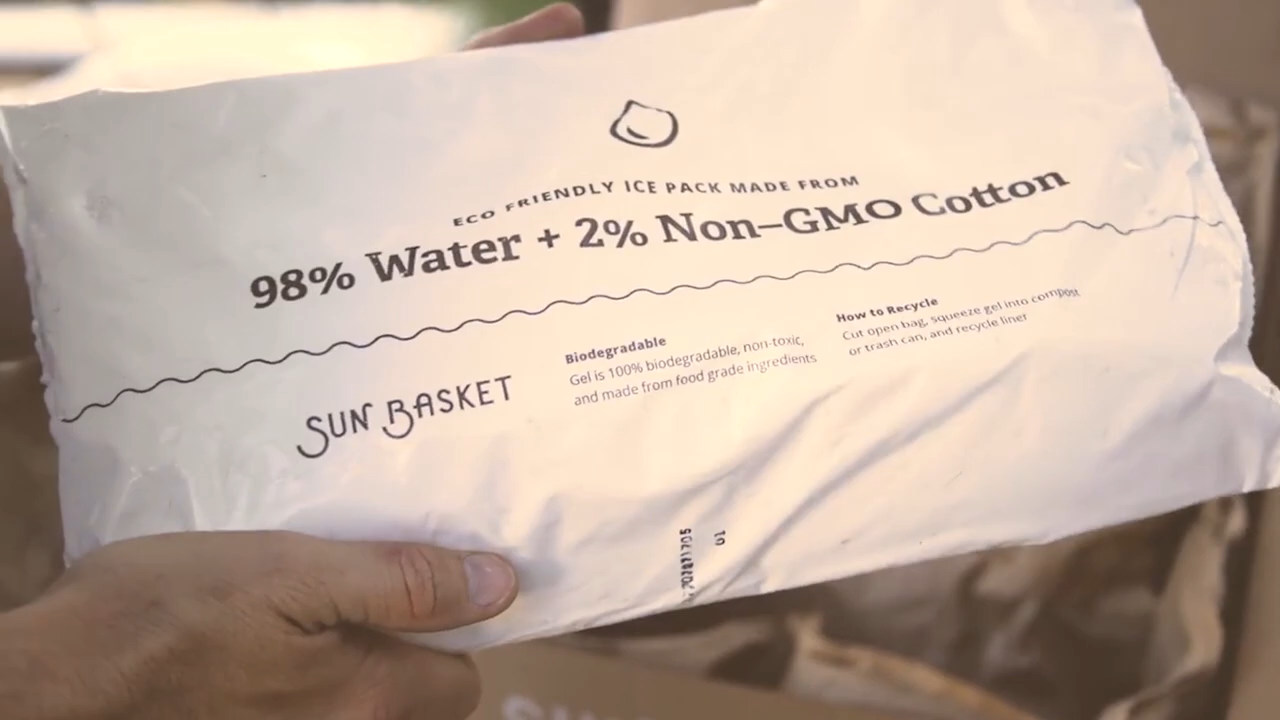 ECO FRIENDLY ICE PACK MADE FROM
98% Water + 2% Non-GMO Cotton
SUN BASKET
Biodegradable
Gel is 100% biodegradable, non-toxic,
and made from food grade ingredients
How to Recycle
Cut open bag, squeeze gel into compost
or trash can, and recycle liner
10